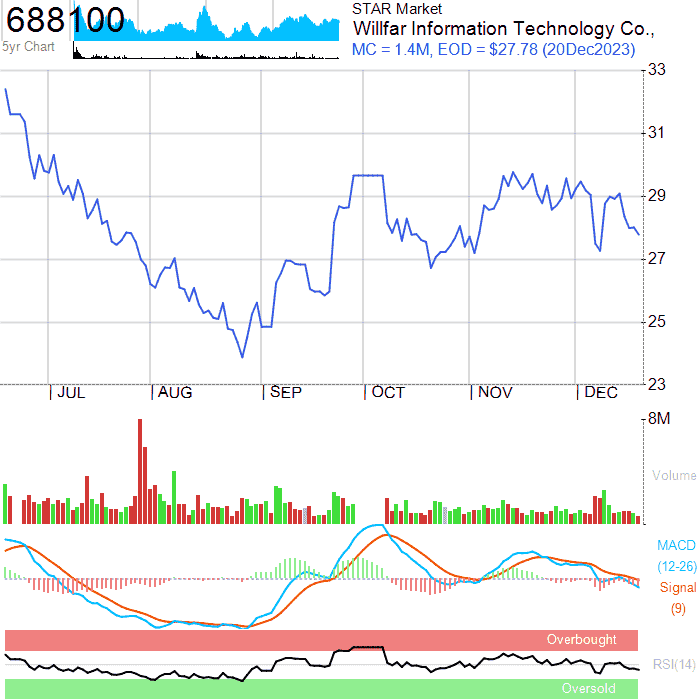 688100
STAR Market
Willfar Information Technology Co.,
5yr Chart
MC = 1.4M, EOD = $27.78 (20Dec2023)
33
31
29
27
25
23
JUL
AUG
SEP
OCT
NOV
DEC
8M
Volume
MACD
(12-26)
Signal
(9)
Overbought
RSI(14)
Oversold